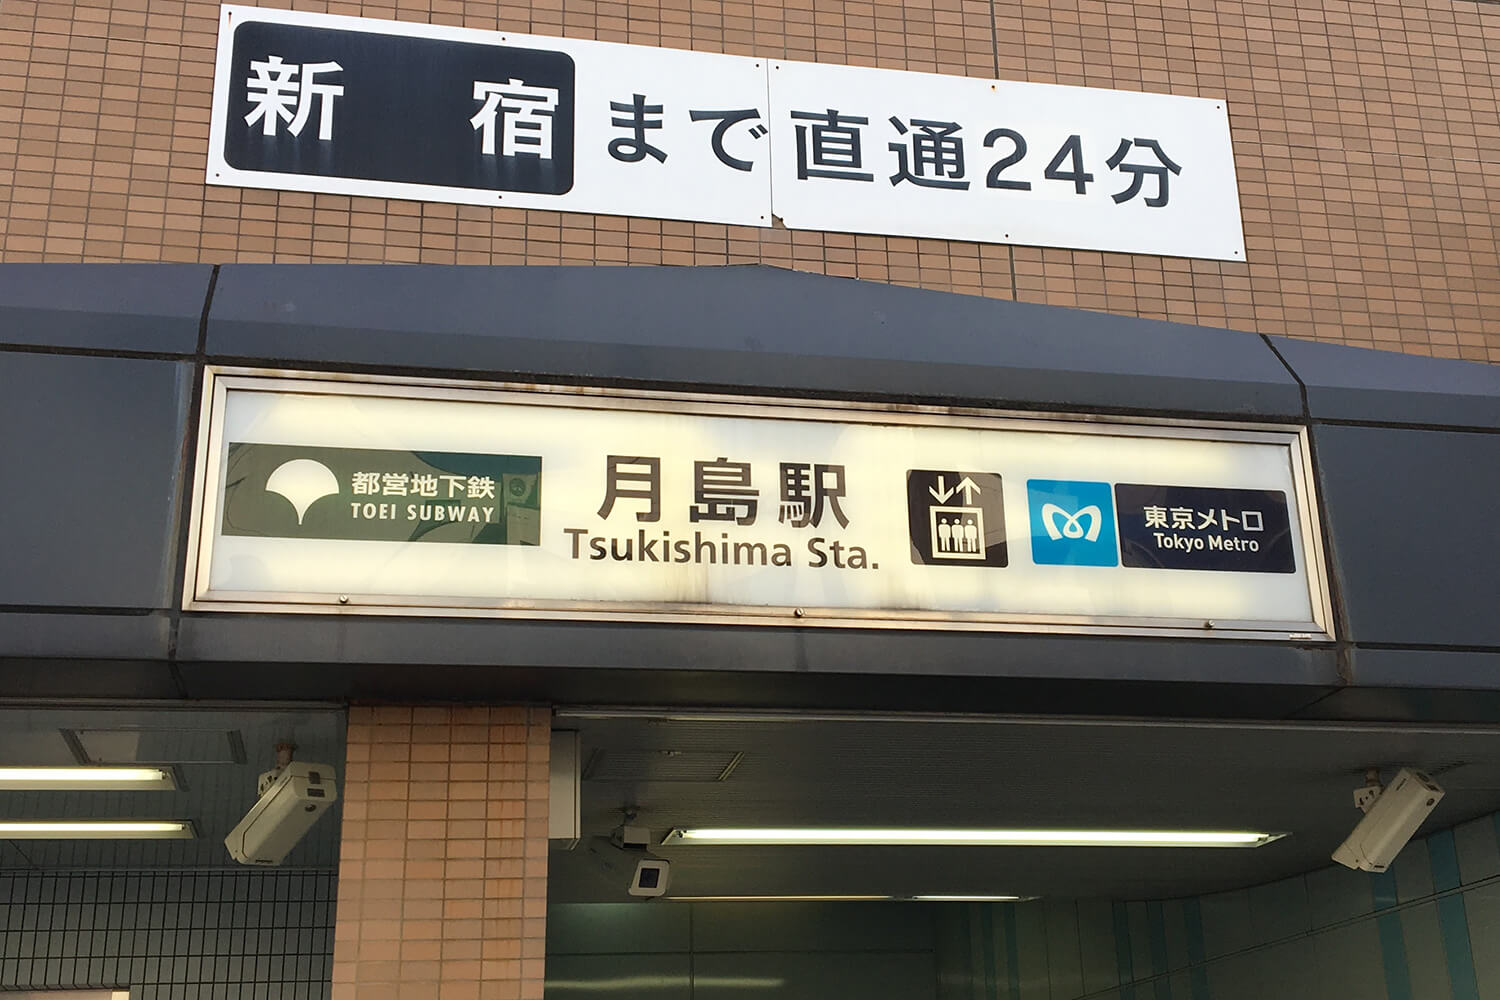 新宿まで直通24分
都営地下鉄
TOEI SUBWAY
月島駅
Tsukishima Sta.
東京メトロ
Tokyo Metro